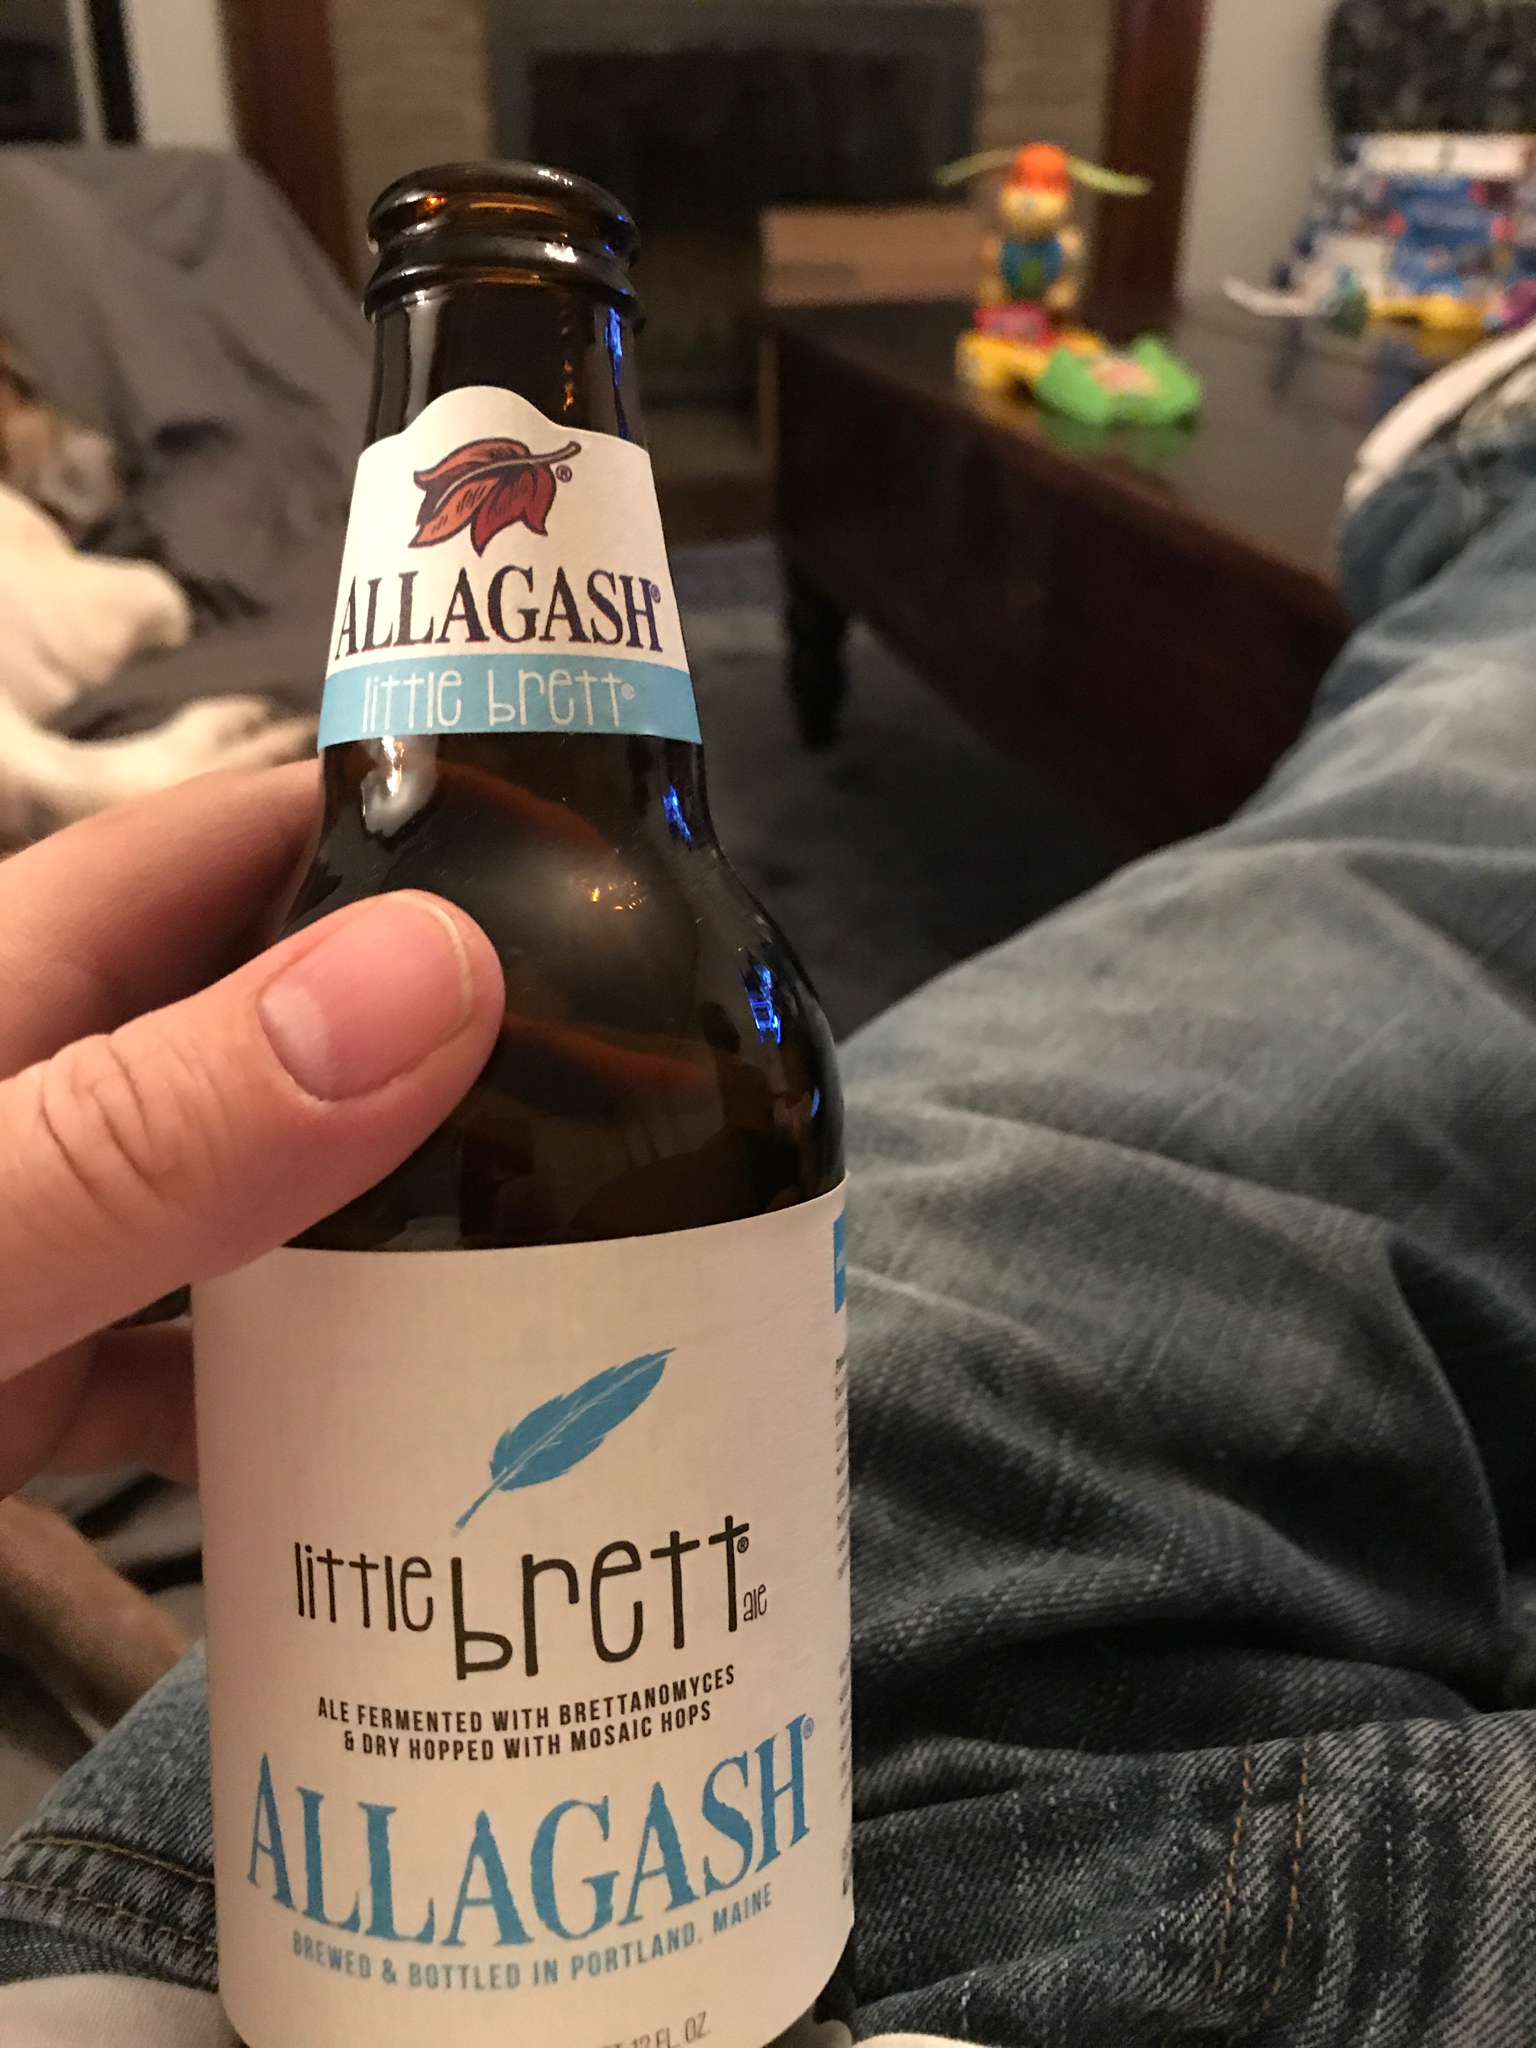 ALLAGASH®
little brett®
little brett® ale
ALE FERMENTED WITH BRETTANOMYCES
& DRY HOPPED WITH MOSAIC HOPS
ALLAGASH®
BREWED & BOTTLED IN PORTLAND, MAINE
12 FL. OZ.